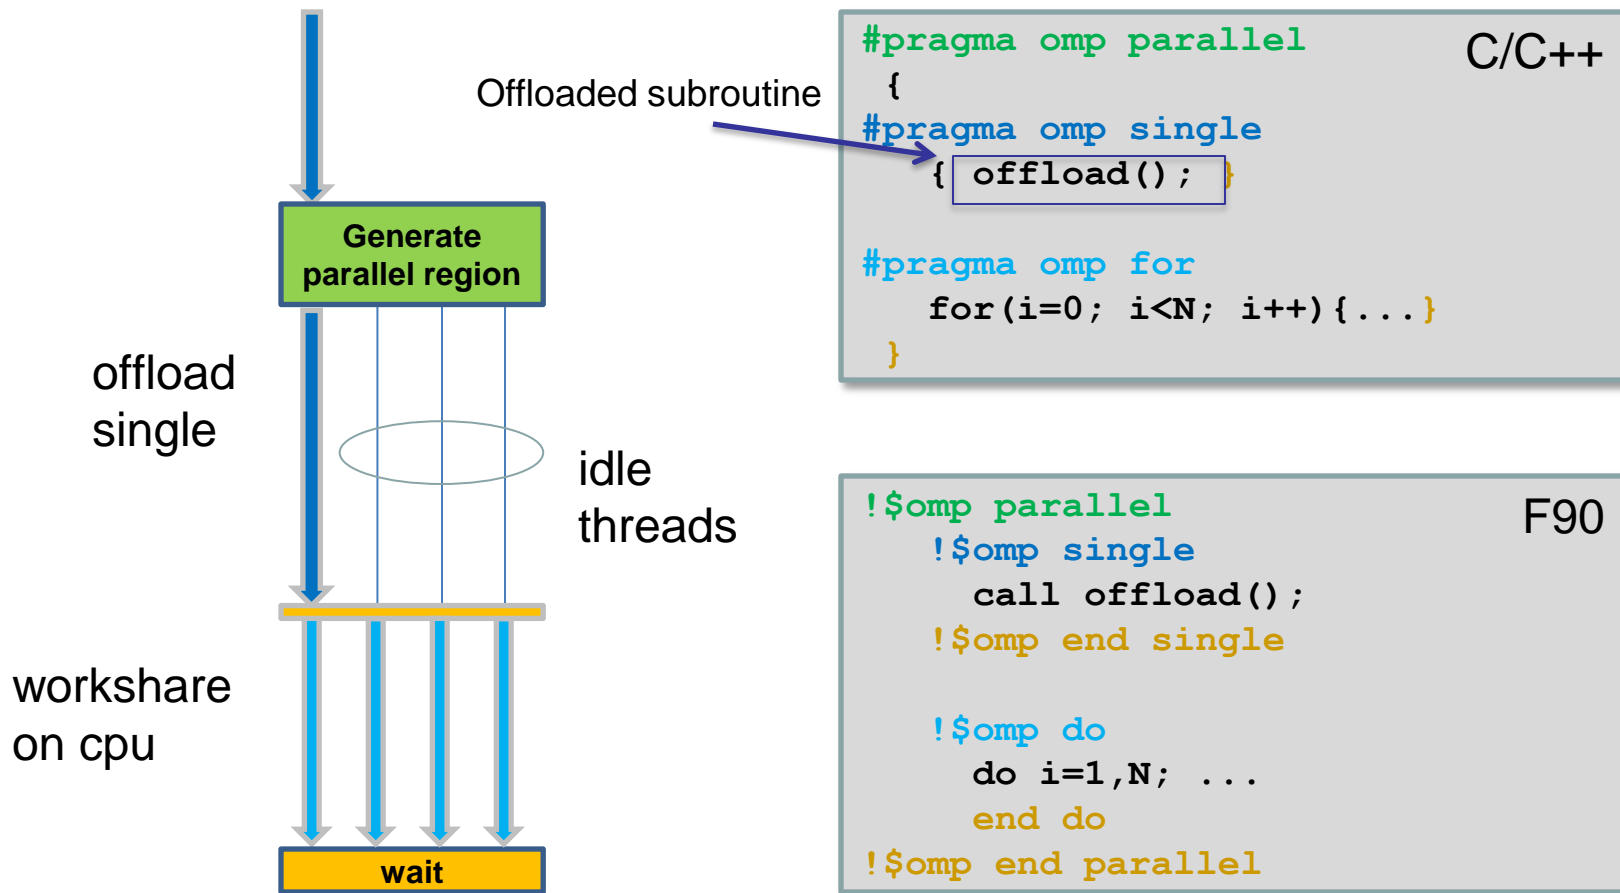 Generate
parallel region
offload
single
idle
threads
workshare
on cpu
wait
Offloaded subroutine
C/C++
#pragma omp parallel
{
#pragma omp single
{ offload(); }
#pragma omp for
for(i=0; i<N; i++){...}
}
F90
!$omp parallel
!$omp single
call offload();
!$omp end single
!$omp do
do i=1,N; ...
end do
!$omp end parallel